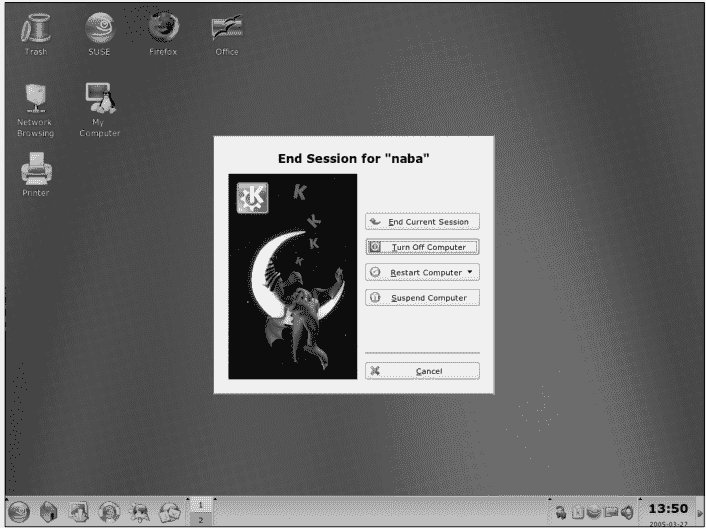 Trash
SUSE
Firefox
Office
Network
Browsing
My
Computer
Printer
End Session for "naba"
K
K
K
K
K
End Current Session
Turn Off Computer
Restart Computer
Suspend Computer
Cancel
1
2
13:50
2005-03-27